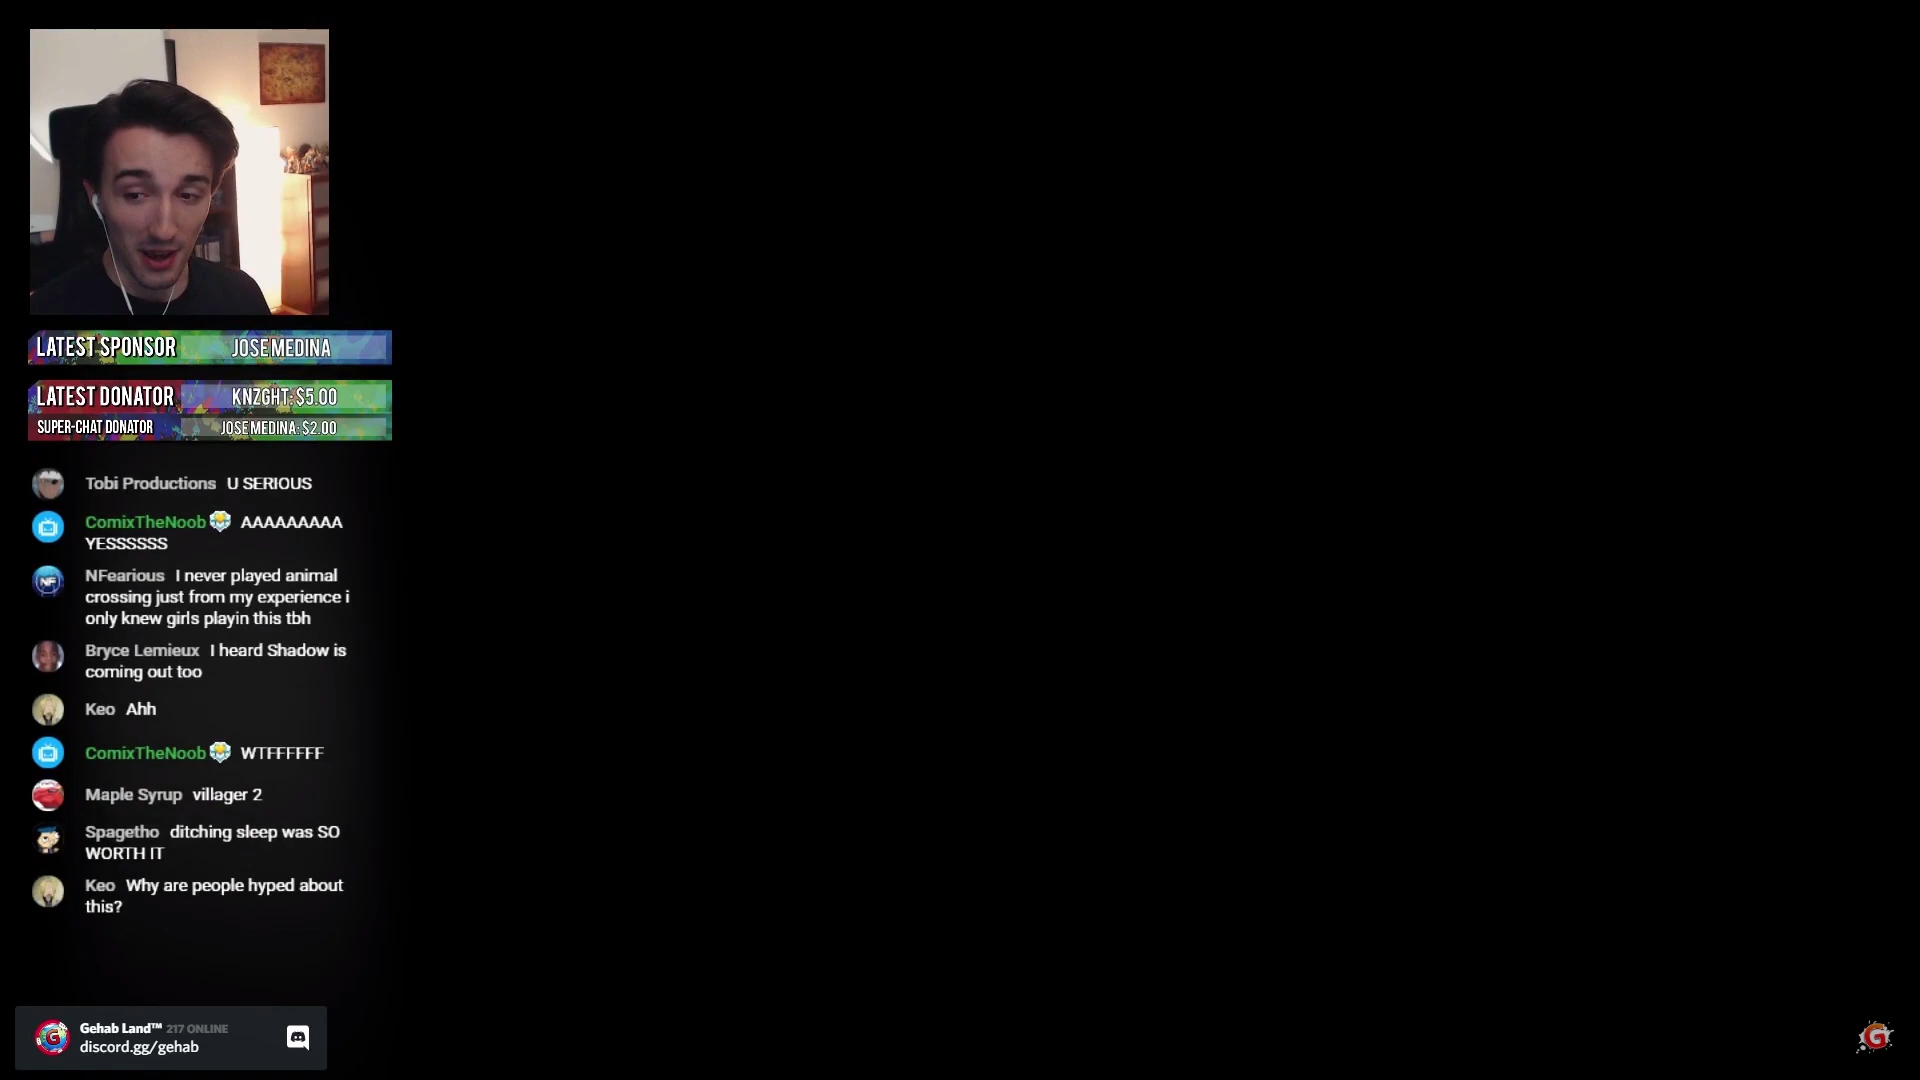 LATEST SPONSOR JOSE MEDINA
LATEST DONATOR KNZGHT: $5.00
SUPER-CHAT DONATOR JOSE MEDINA: $2.00
Tobi Productions U SERIOUS
ComixTheNoob AAAAAAAAA
YESSSSSS
NFearious I never played animal
crossing just from my experience i
only knew girls playin this tbh
Bryce Lemieux I heard Shadow is
coming out too
Keo Ahh
ComixTheNoob WTFFFFFF
Maple Syrup villager 2
Spagetho ditching sleep was SO
WORTH IT
Keo Why are people hyped about
this?
Gehab Land™ 217 ONLINE
discord.gg/gehab
G